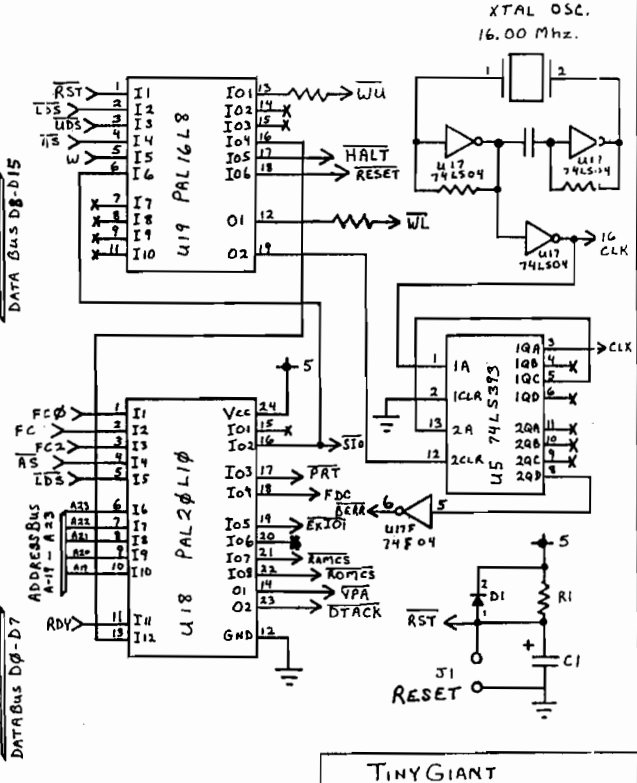 XTAL OSC.
16.00 Mhz.
1
2
U17
74LS04
U17
74LS04
U17
74LS04
16
CLK
RST
1
I1
LDS
2
I2
UDS
3
I3
AS
4
I4
W
5
I5
6
I6
7
I7
8
I8
9
I9
11
I10
U19 PAL16L8
IO1
13
WU
IO2
14
IO3
15
IO4
16
IO5
17
HALT
IO6
18
RESET
O1
12
WL
O2
19
DATA BUS D8-D15
5
FCØ
1
I1
FC
2
I2
FC2
3
I3
AS
4
I4
LDS
5
I5
ADDRESS BUS
A-19 - A23
A23
6
I6
A22
7
I7
A21
8
I8
A20
9
I9
A19
10
I10
RDY
11
I11
13
I12
U18 PAL20L10
Vcc
24
IO1
15
IO2
16
SIO
IO3
17
PRT
IO4
18
FDC
IO5
19
EXIO1
IO6
20
IO7
21
RAMCS
IO8
22
ROMCS
O1
14
VPA
O2
23
DTACK
GND
12
DATABUS DØ-D7
1
1A
2
1CLR
13
2A
12
2CLR
U5 74LS393
1QA
3
CLX
1QB
4
1QC
5
1QD
6
2QA
11
2QB
10
2QC
9
2QD
8
BERR
6
5
U17F
74F04
5
2
D1
1
R1
RST
+
C1
J1
RESET
TINY GIANT